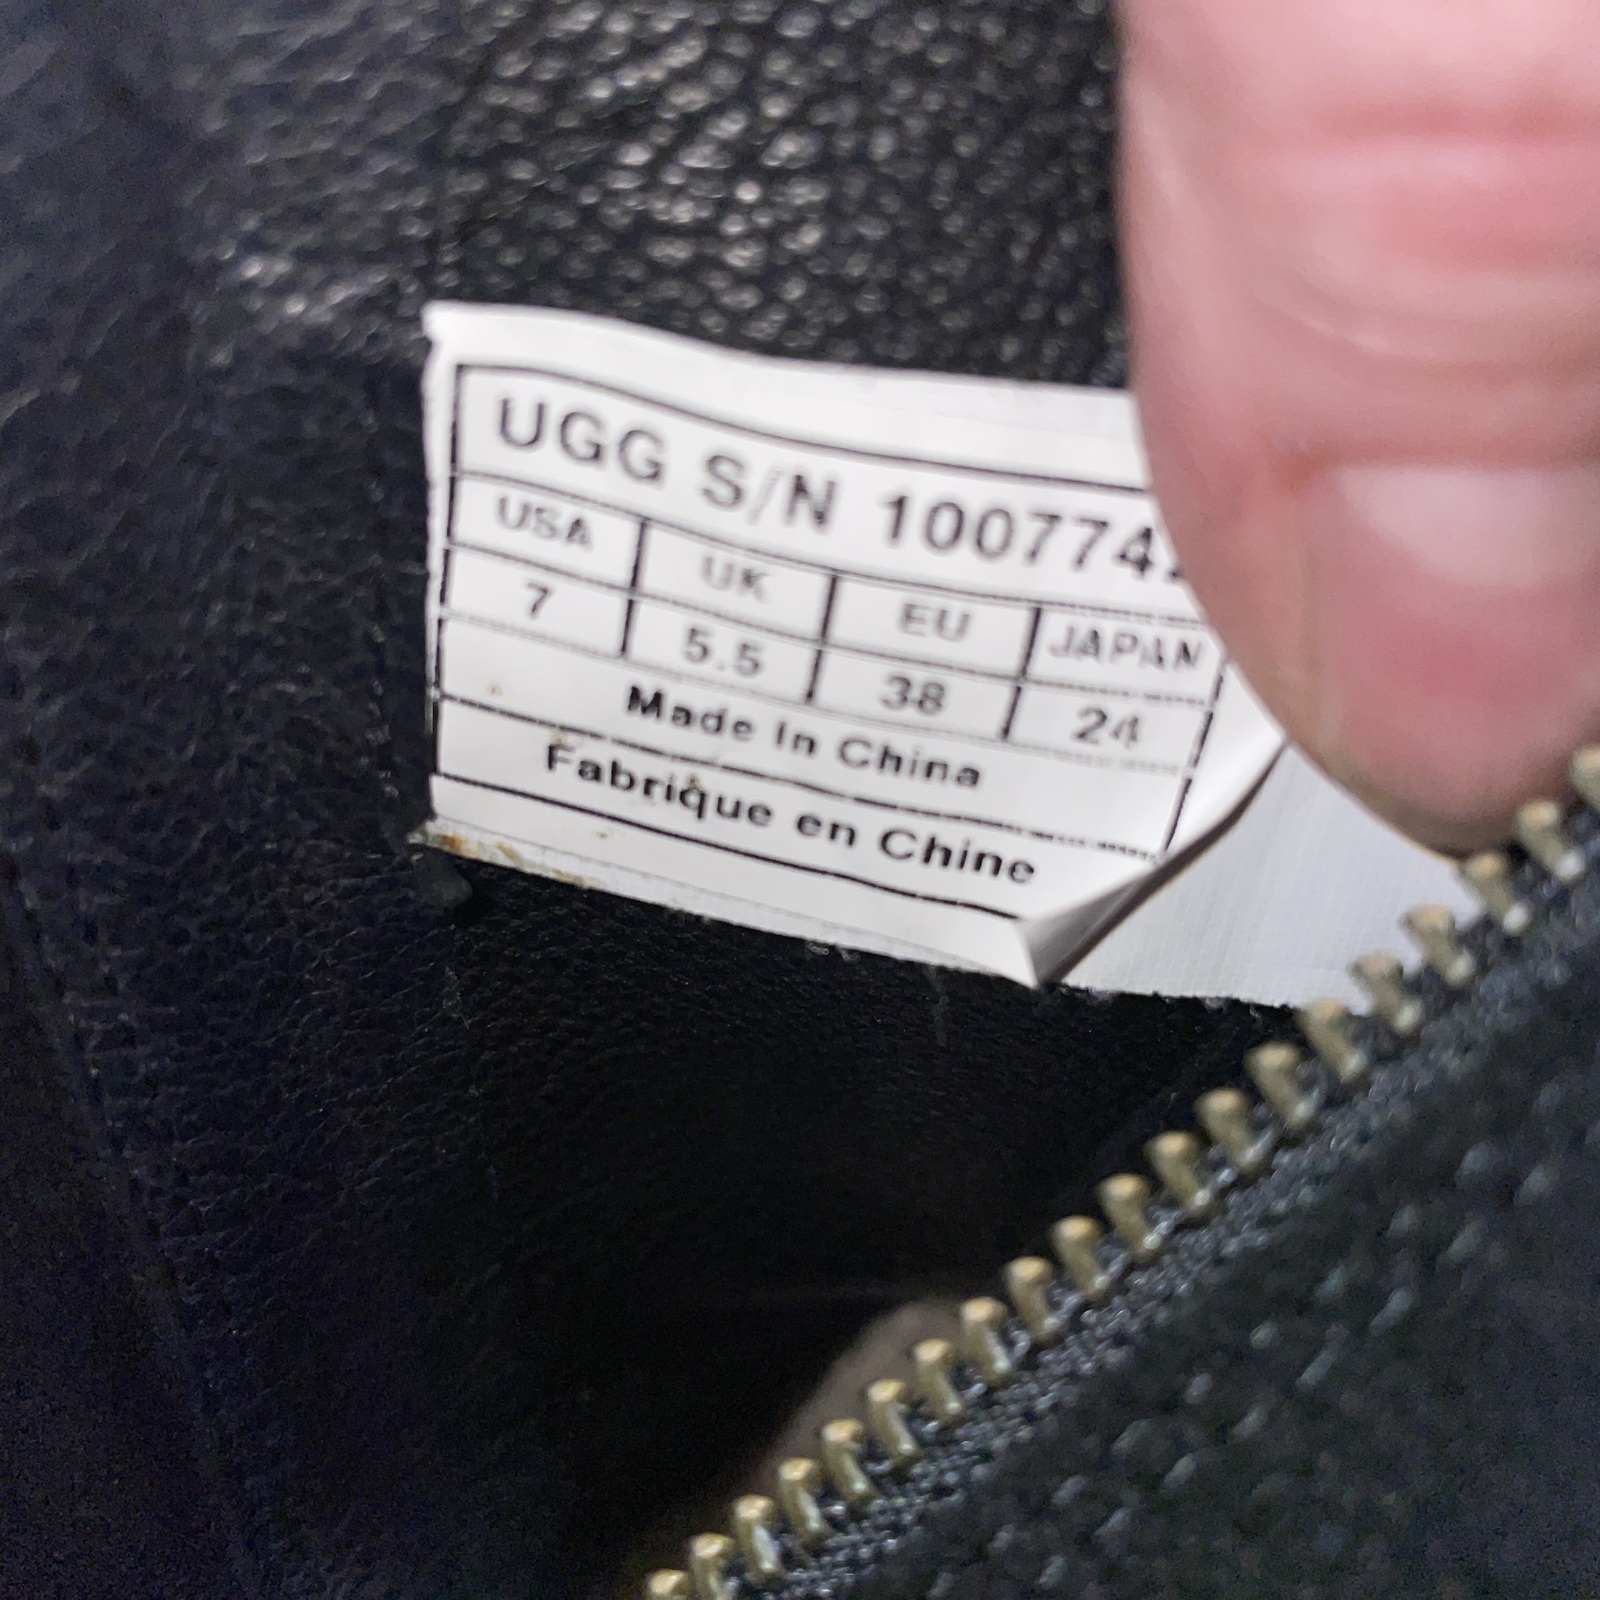 UGG S/N 100774
USA UK EU JAPAN
7 5.5 38 24
Made in China
Fabrique en Chine